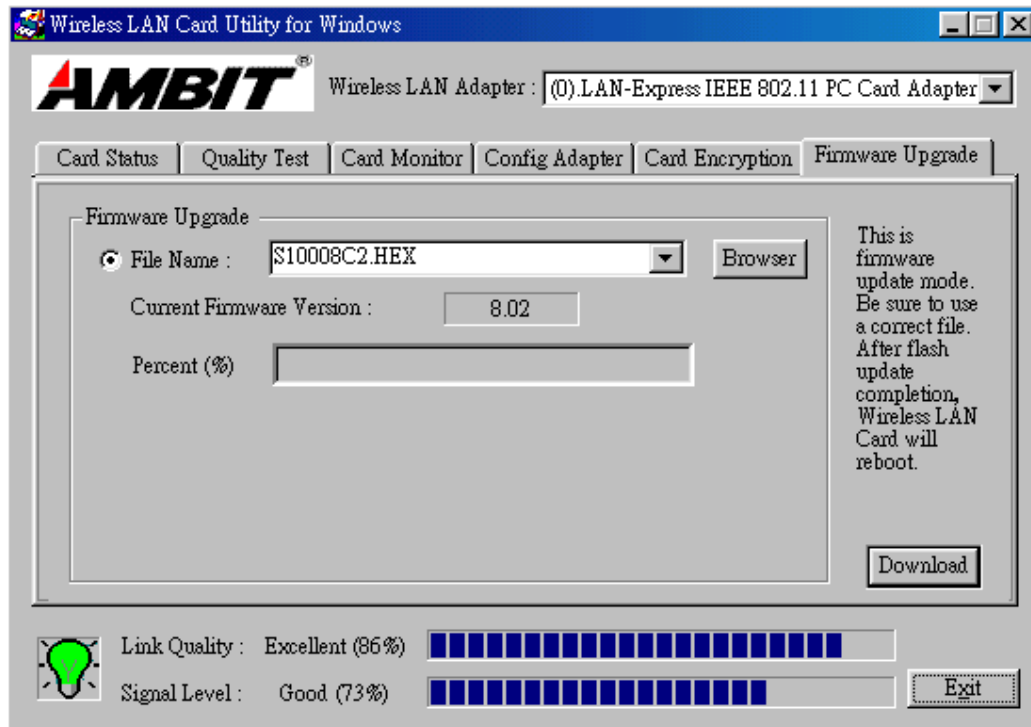 Wireless LAN Card Utility for Windows
AMBIT®
Wireless LAN Adapter : (0).LAN-Express IEEE 802.11 PC Card Adapter
Card Status Quality Test Card Monitor Config Adapter Card Encryption Firmware Upgrade
Firmware Upgrade
File Name : S10008C2.HEX Browser
Current Firmware Version : 8.02
Percent (%)
This is
firmware
update mode.
Be sure to use
a correct file.
After flash
update
completion,
Wireless LAN
Card will
reboot.
Download
Link Quality : Excellent (86%)
Signal Level : Good (73%)
Exit